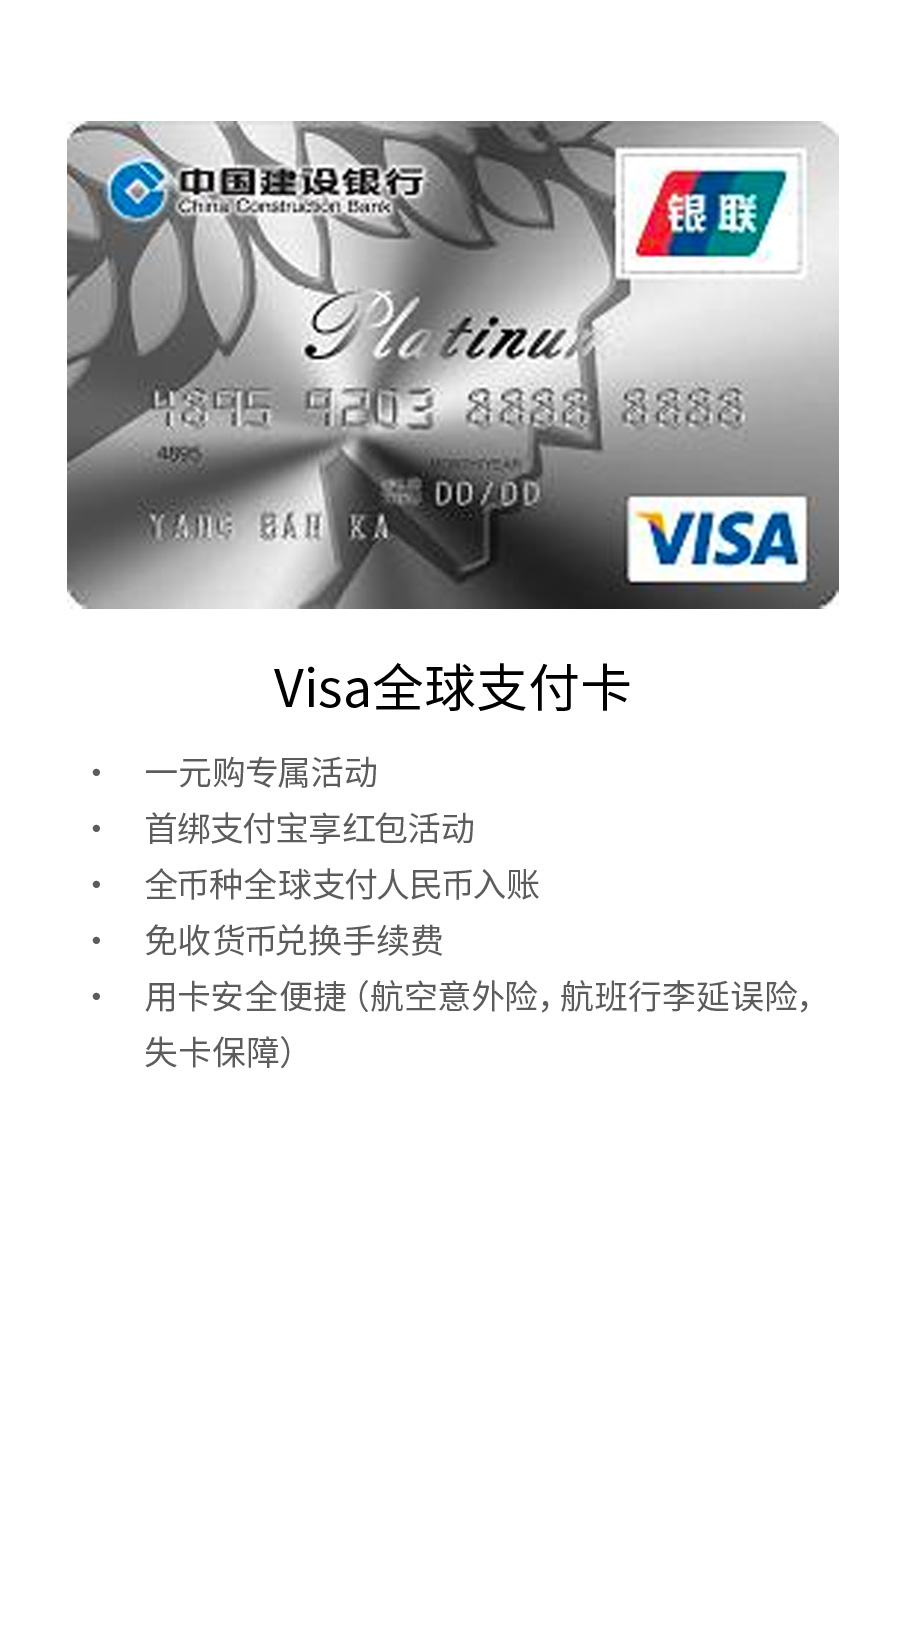 中国建设银行
China Construction Bank
银联
Platinum
4895 9203 8888 8888
4895
MONTH/YEAR
DD/DD
YANG GAN KA
VISA
Visa全球支付卡
• 一元购专属活动
• 首绑支付宝享红包活动
• 全币种全球支付人民币入账
• 免收货币兑换手续费
• 用卡安全便捷（航空意外险，航班行李延误险，
失卡保障）